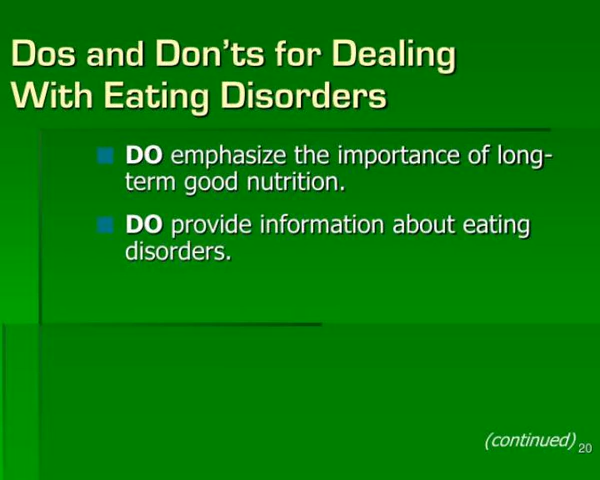 Dos and Don'ts for Dealing
With Eating Disorders
DO emphasize the importance of long-
term good nutrition.
DO provide information about eating
disorders.
(continued)
20